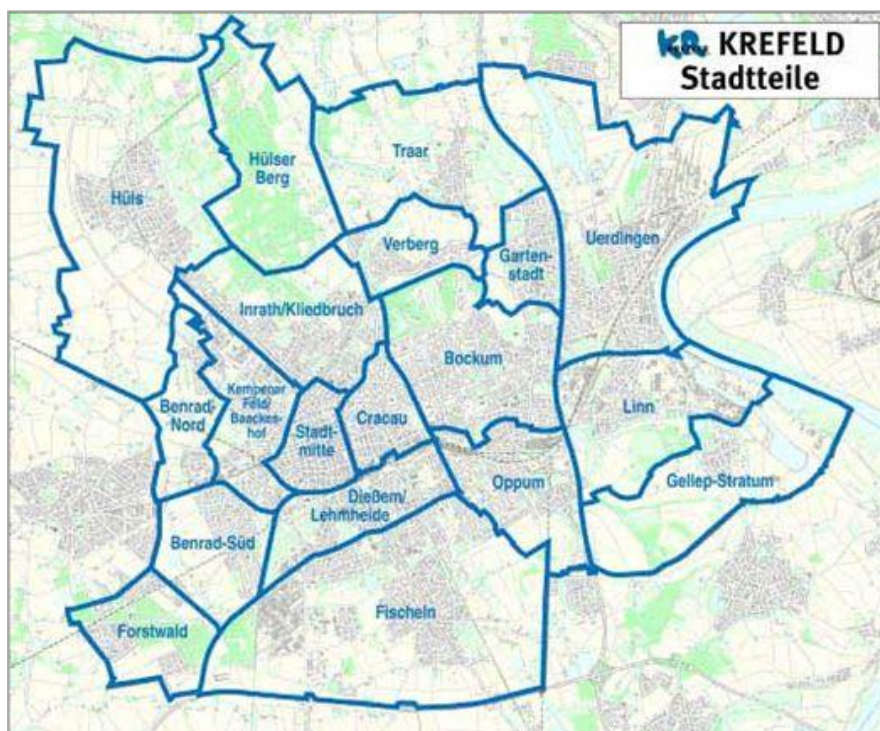 KR KREFELD
Stadtteile
Hülser
Berg
Traar
Hüls
Verberg
Garten-
stadt
Uerdingen
Inrath/Kliedbruch
Bockum
Kempener
Feld/
Baackes-
hof
Benrad-
Nord
Stadt-
mitte
Cracau
Linn
Oppum
Gellep-Stratum
Dießem/
Lehmheide
Benrad-Süd
Fischeln
Forstwald